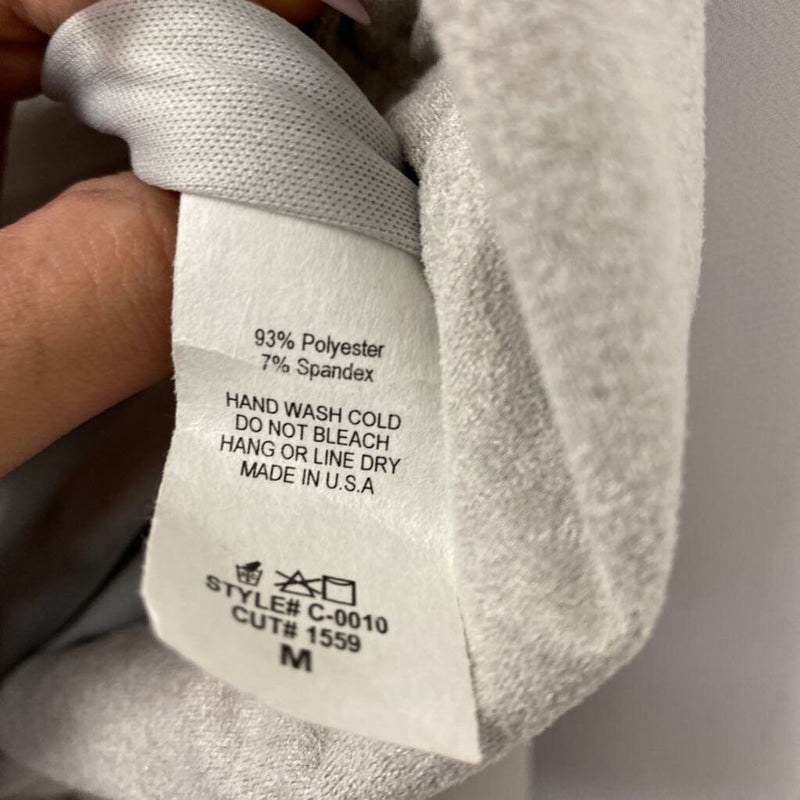 93% Polyester
7% Spandex
HAND WASH COLD
DO NOT BLEACH
HANG OR LINE DRY
MADE IN U.S.A
STYLE# C-0010
CUT# 1559
M